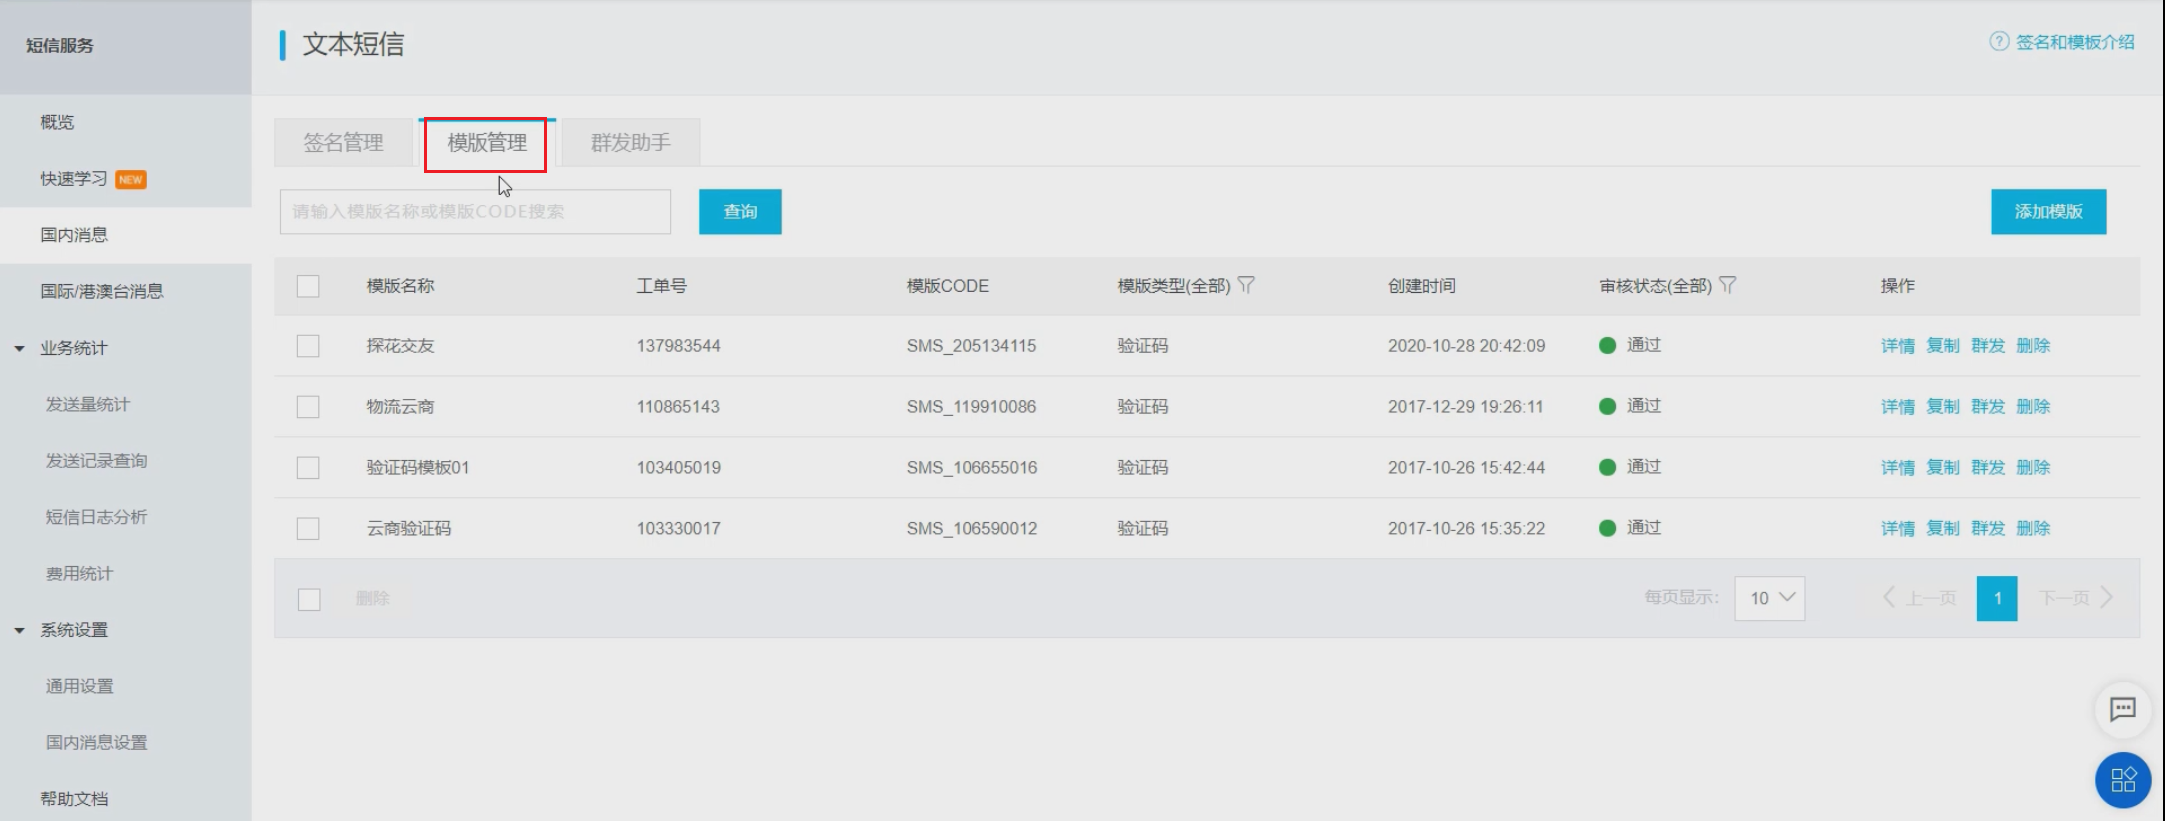 短信服务
概览
快速学习 NEW
国内消息
国际/港澳台消息
业务统计
发送量统计
发送记录查询
短信日志分析
费用统计
系统设置
通用设置
国内消息设置
帮助文档
文本短信
签名和模板介绍
签名管理 模版管理 群发助手
请输入模版名称或模版CODE搜索 查询 添加模版
模版名称 工单号 模版CODE 模版类型(全部) 创建时间 审核状态(全部) 操作
探花交友 137983544 SMS_205134115 验证码 2020-10-28 20:42:09 通过 详情 复制 群发 删除
物流云商 110865143 SMS_119910086 验证码 2017-12-29 19:26:11 通过 详情 复制 群发 删除
验证码模板01 103405019 SMS_106655016 验证码 2017-10-26 15:42:44 通过 详情 复制 群发 删除
云商验证码 103330017 SMS_106590012 验证码 2017-10-26 15:35:22 通过 详情 复制 群发 删除
删除 每页显示: 10 上一页 1 下一页